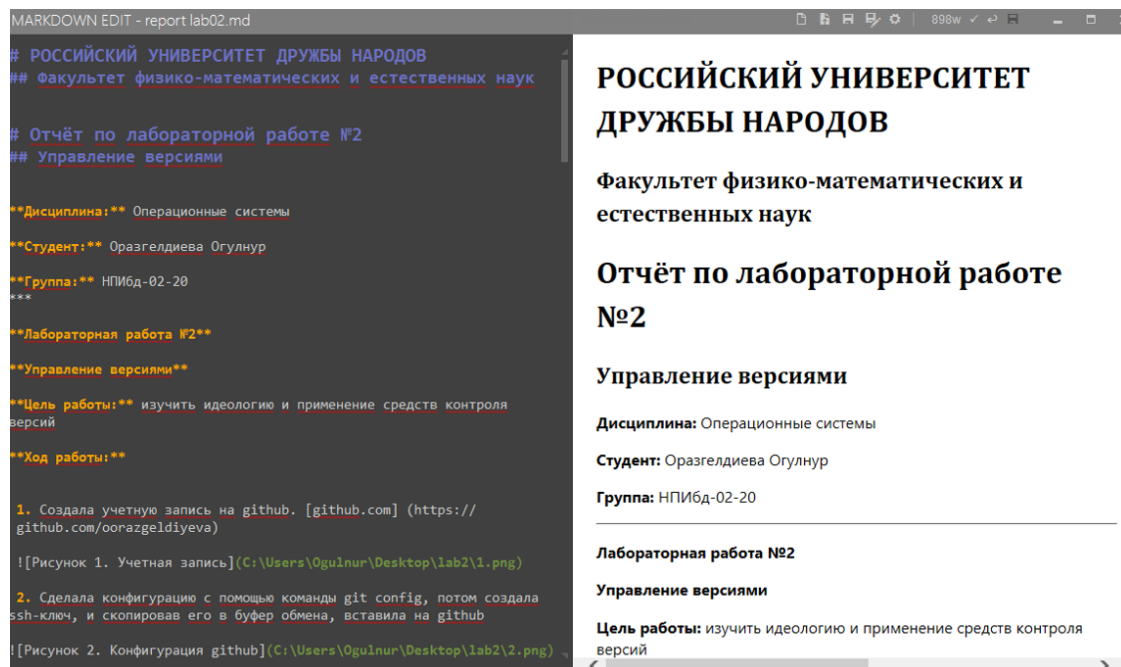 MARKDOWN EDIT - report lab02.md
898w
# РОССИЙСКИЙ УНИВЕРСИТЕТ ДРУЖБЫ НАРОДОВ
## Факультет физико-математических и естественных наук
# Отчёт по лабораторной работе №2
## Управление версиями
**Дисциплина:** Операционные системы
**Студент:** Оразгелдиева Огулнур
**Группа:** НПИбд-02-20
***
**Лабораторная работа №2**
**Управление версиями**
**Цель работы:** изучить идеологию и применение средств контроля
версий
**Ход работы:**
1. Создала учетную запись на github. [github.com] (https://
github.com/oorazgeldiyeva)
![Рисунок 1. Учетная запись](C:\Users\Ogulnur\Desktop\lab2\1.png)
2. Сделала конфигурацию с помощью команды git config, потом создала
ssh-ключ, и скопировав его в буфер обмена, вставила на github
![Рисунок 2. Конфигурация github](C:\Users\Ogulnur\Desktop\lab2\2.png)
РОССИЙСКИЙ УНИВЕРСИТЕТ
ДРУЖБЫ НАРОДОВ
Факультет физико-математических и
естественных наук
Отчёт по лабораторной работе
№2
Управление версиями
Дисциплина: Операционные системы
Студент: Оразгелдиева Огулнур
Группа: НПИбд-02-20
Лабораторная работа №2
Управление версиями
Цель работы: изучить идеологию и применение средств контроля
версий